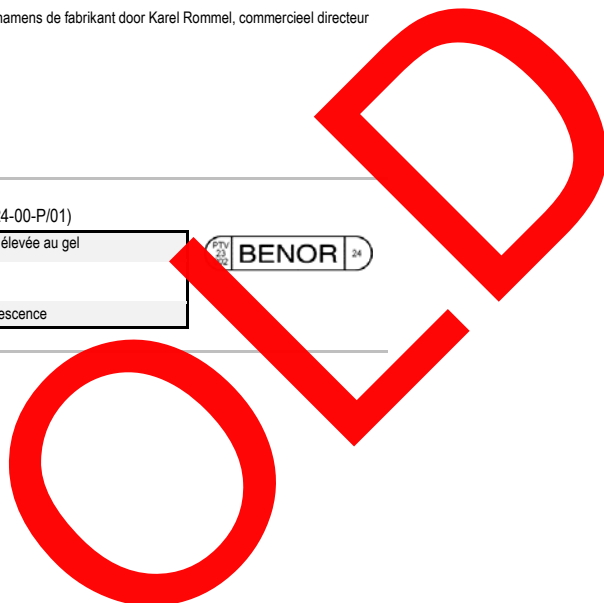 namens de fabrikant door Karel Rommel, commercieel directeur
4-00-P/01)
élevée au gel
PTV
23
BENOR
24
escence
OLD